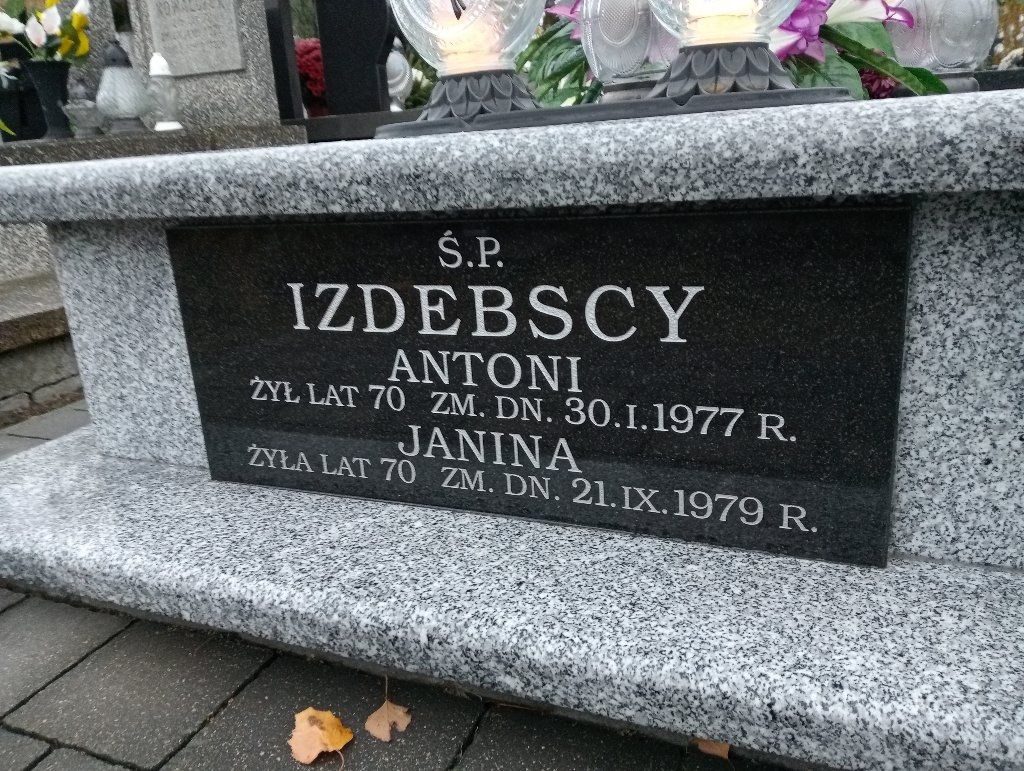 Ś.P.
IZDEBSCY
ANTONI
ŻYŁ LAT 70 ZM. DN. 30.I.1977 R.
JANINA
ŻYŁA LAT 70 ZM. DN. 21.IX.1979 R.